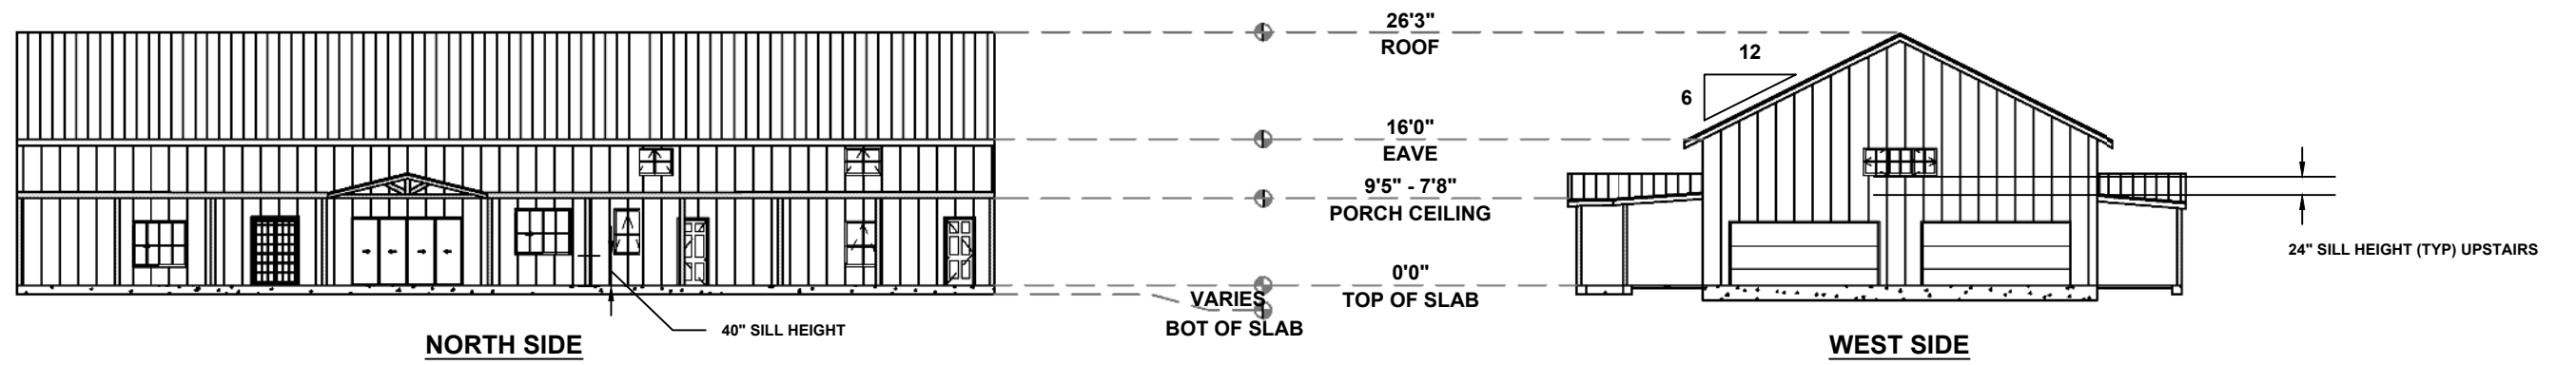 26'3"
ROOF
12
6
16'0"
EAVE
9'5" - 7'8"
PORCH CEILING
24" SILL HEIGHT (TYP) UPSTAIRS
0'0"
TOP OF SLAB
VARIES
BOT OF SLAB
40" SILL HEIGHT
NORTH SIDE
WEST SIDE